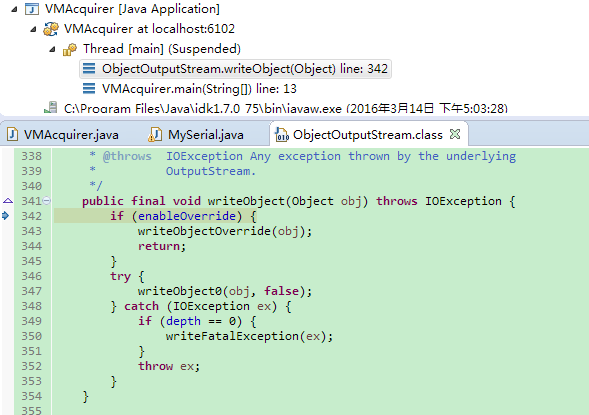 VMAcquirer [Java Application]
VMAcquirer at localhost:6102
Thread [main] (Suspended)
ObjectOutputStream.writeObject(Object) line: 342
VMAcquirer.main(String[]) line: 13
C:\Program Files\Java\jdk1.7.0_75\bin\javaw.exe (2016年3月14日 下午5:03:28)
VMAcquirer.java MySerial.java ObjectOutputStream.class
338 * @throws IOException Any exception thrown by the underlying
339 * OutputStream.
340 */
341 public final void writeObject(Object obj) throws IOException {
342 if (enableOverride) {
343 writeObjectOverride(obj);
344 return;
345 }
346 try {
347 writeObject0(obj, false);
348 } catch (IOException ex) {
349 if (depth == 0) {
350 writeFatalException(ex);
351 }
352 throw ex;
353 }
354 }
355